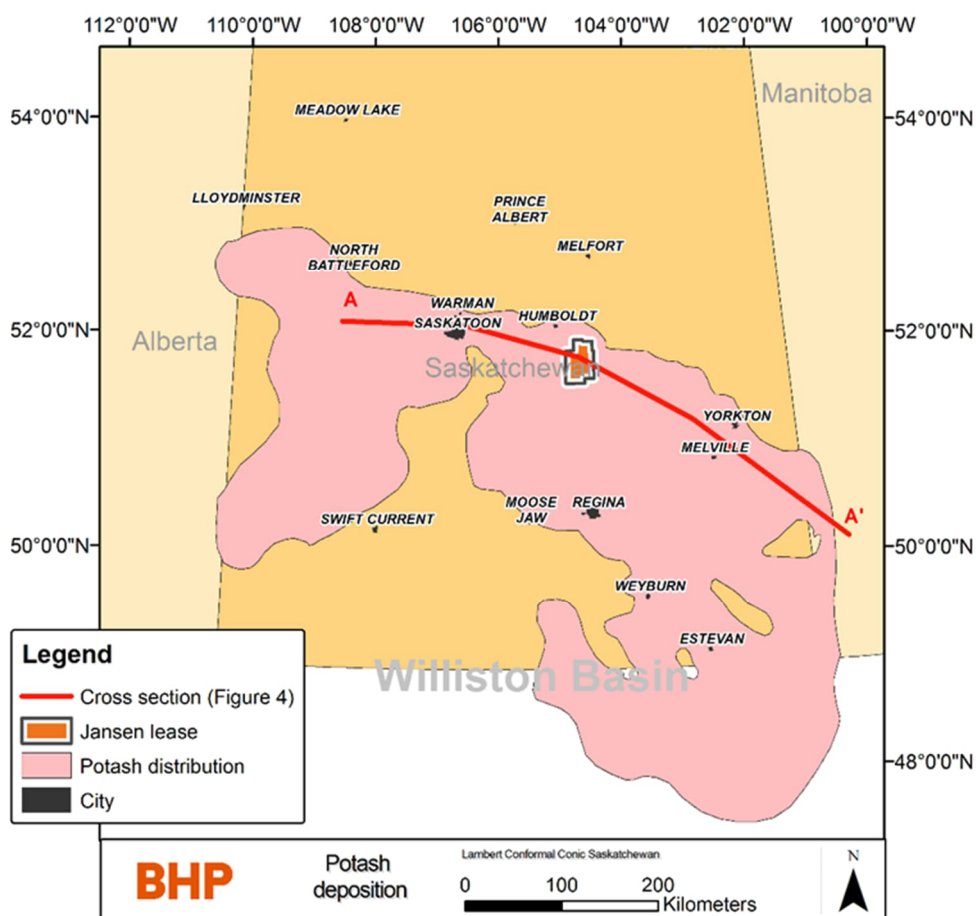 112°0'0"W 110°0'0"W 108°0'0"W 106°0'0"W 104°0'0"W 102°0'0"W 100°0'0"W
Manitoba
54°0'0"N
54°0'0"N
MEADOW LAKE
LLOYDMINSTER
PRINCE
ALBERT
MELFORT
NORTH
BATTLEFORD
A
WARMAN
HUMBOLDT
SASKATOON
52°0'0"N
52°0'0"N
Alberta
Saskatchewan
YORKTON
MELVILLE
MOOSE
JAW
REGINA
SWIFT CURRENT
A'
50°0'0"N
50°0'0"N
WEYBURN
ESTEVAN
Williston Basin
48°0'0"N
Legend
Cross section (Figure 4)
Jansen lease
Potash distribution
City
BHP
Potash
deposition
Lambert Conformal Conic Saskatchewan
0 100 200
Kilometers
N